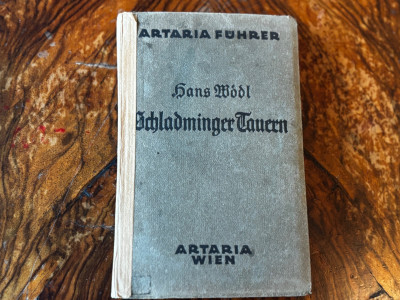 ARTARIA FÜHRER
Hans Wödl
Schladminger Tauern
ARTARIA
WIEN